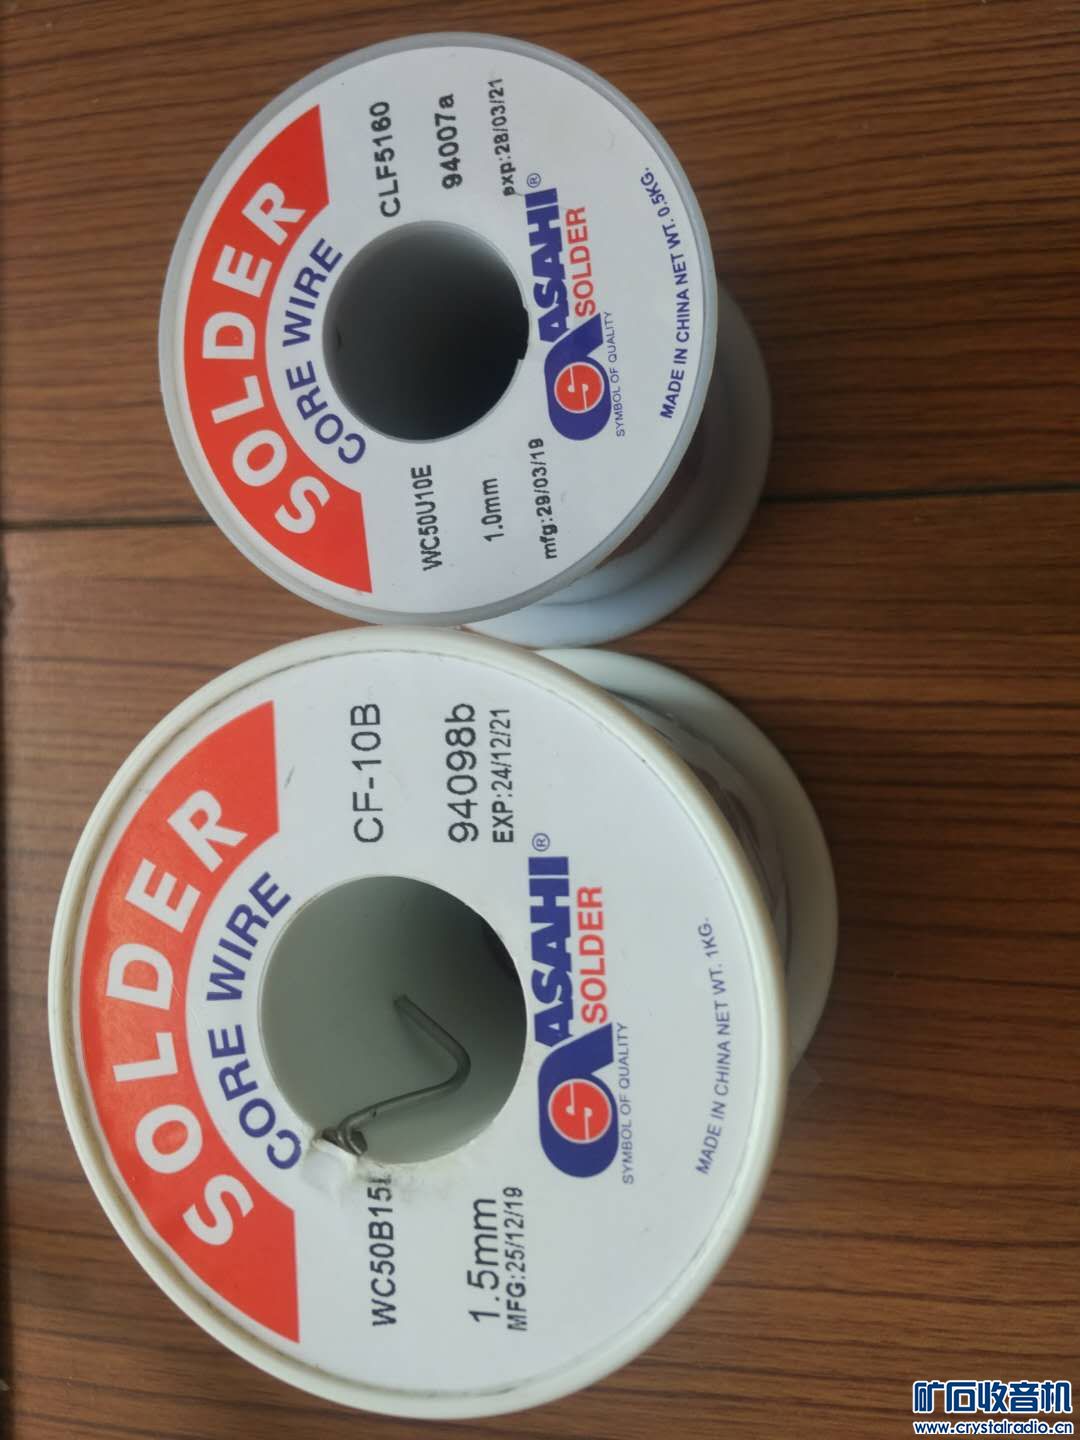 SOLDER
CORE WIRE
WC50U10E
CLF5160
1.0mm
94007a
mfg:29/03/19
exp:28/03/21
ASAHI®
SOLDER
SYMBOL OF QUALITY
MADE IN CHINA NET WT. 0.5KG.
SOLDER
CORE WIRE
WC50B15
CF-10B
1.5mm
94098b
MFG:25/12/19
EXP:24/12/21
ASAHI®
SOLDER
SYMBOL OF QUALITY
MADE IN CHINA NET WT. 1KG.
矿石收音机
www.crystalradio.cn